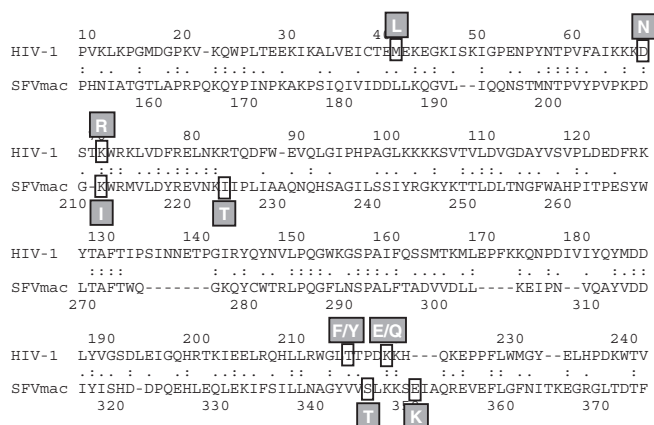 L N
10 20 30 40 50 60
HIV-1 PVKLKPGMDGPKV-KQWPLTEEKIKALVEICTEMEKEGKISKIGPENPYNTPVFAIKKKD
SFVmac PHNIATGTLAPRPQKQYPINPKAKPSIQIVIDDLLKQGVL--IQQNSTMNTPVYPVPKPD
160 170 180 190 200
R
80 90 100 110 120
HIV-1 STKWRKLVDFRELNKRTQDFW-EVQLGIPHPAGLKKKKSVTVLDVGDAYVSVPLDEDFRK
SFVmac G-KWRMVLDYREVNKIIPLIAAQNQHSAGILSSIYRGKYKTTLDLTNGFWAHPITPESYW
210 220 230 240 250 260
I T
130 140 150 160 170 180
HIV-1 YTAFTIPSINNETPGIRYQYNVLPQGWKGSPAIFQSSMTKMLEPFKKQNPDIVIYQYMDD
SFVmac LTAFTWQ--------GKQYCWTRLPQGFLNSPALFTADVVDLL----KEIPN--VQAYVDD
270 280 290 300 310
F/Y E/Q
190 200 210 230 240
HIV-1 LYVGSDLEIGQHRTKIEELRQHLLRWGLTTPDKKH---QKEPPFLWMGY--ELHPDKWTV
SFVmac IYISHD-DPQEHLEQLEKIFSILLNAGYVVSLKKSEIAQREVEFLGFNITKEGRGLTDTF
320 330 340 350 360 370
T K